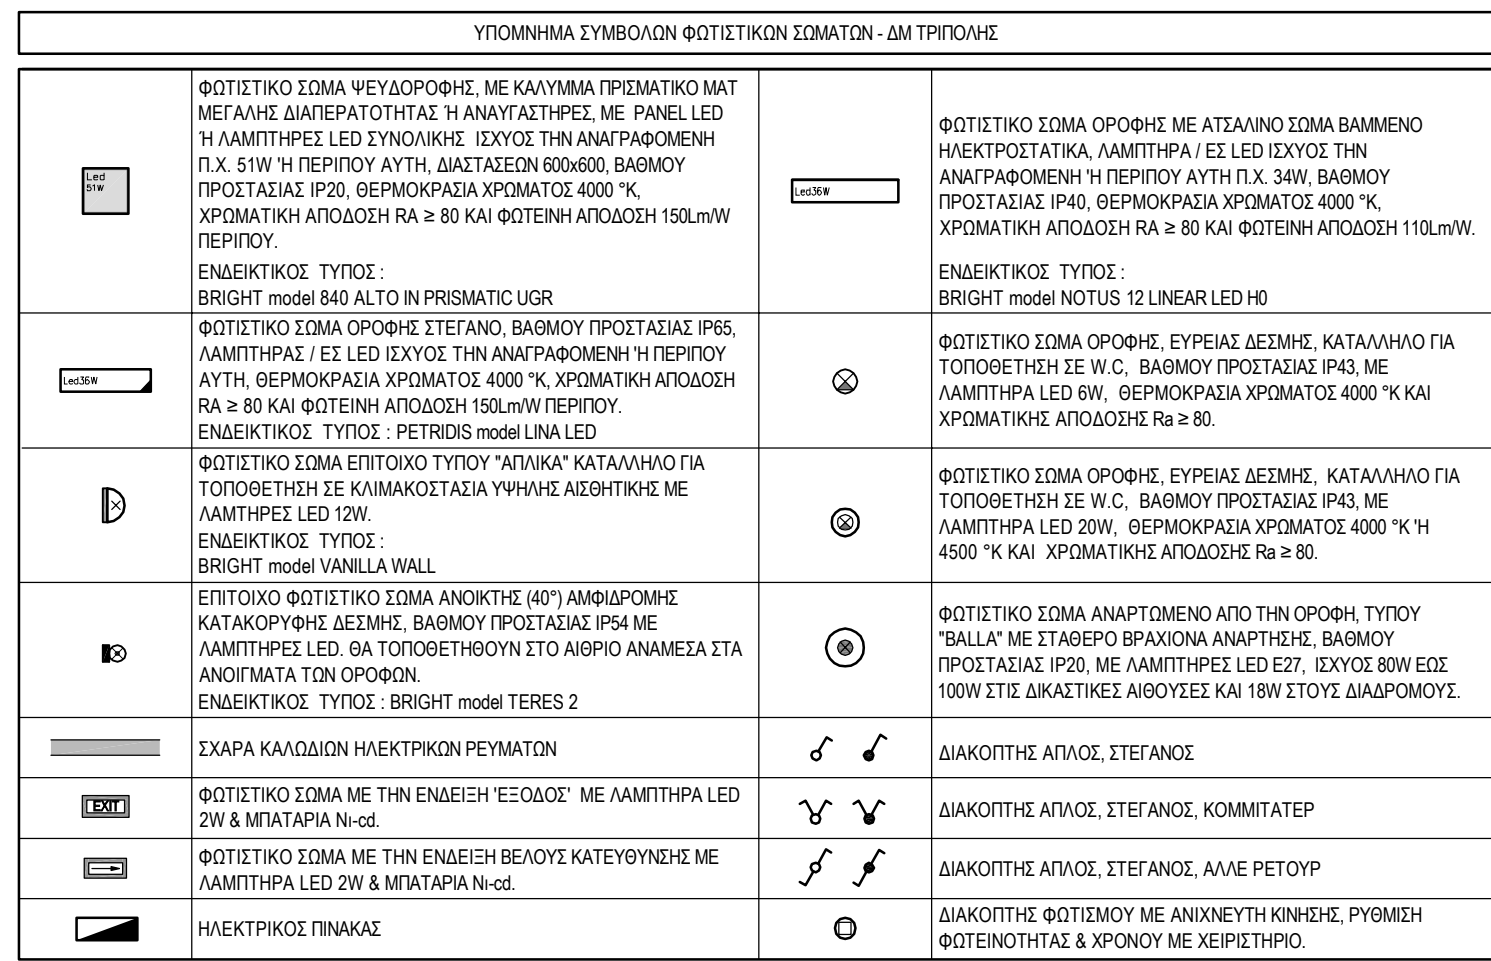 ΥΠΟΜΝΗΜΑ ΣΥΜΒΟΛΩΝ ΦΩΤΙΣΤΙΚΩΝ ΣΩΜΑΤΩΝ - ΔΜ ΤΡΙΠΟΛΗΣ
Led
51W
ΦΩΤΙΣΤΙΚΟ ΣΩΜΑ ΨΕΥΔΟΡΟΦΗΣ, ΜΕ ΚΑΛΥΜΜΑ ΠΡΙΣΜΑΤΙΚΟ ΜΑΤ
ΜΕΓΑΛΗΣ ΔΙΑΠΕΡΑΤΟΤΗΤΑΣ Ή ΑΝΑΥΓΑΣΤΗΡΕΣ, ΜΕ PANEL LED
Ή ΛΑΜΠΤΗΡΕΣ LED ΣΥΝΟΛΙΚΗΣ ΙΣΧΥΟΣ ΤΗΝ ΑΝΑΓΡΑΦΟΜΕΝΗ
Π.Χ. 51W 'Η ΠΕΡΙΠΟΥ ΑΥΤΗ, ΔΙΑΣΤΑΣΕΩΝ 600x600, ΒΑΘΜΟΥ
ΠΡΟΣΤΑΣΙΑΣ IP20, ΘΕΡΜΟΚΡΑΣΙΑ ΧΡΩΜΑΤΟΣ 4000 °K,
ΧΡΩΜΑΤΙΚΗ ΑΠΟΔΟΣΗ RA ≥ 80 ΚΑΙ ΦΩΤΕΙΝΗ ΑΠΟΔΟΣΗ 150Lm/W
ΠΕΡΙΠΟΥ.
ΕΝΔΕΙΚΤΙΚΟΣ ΤΥΠΟΣ :
BRIGHT model 840 ALTO IN PRISMATIC UGR
Led36W
ΦΩΤΙΣΤΙΚΟ ΣΩΜΑ ΟΡΟΦΗΣ ΜΕ ΑΤΣΑΛΙΝΟ ΣΩΜΑ ΒΑΜΜΕΝΟ
ΗΛΕΚΤΡΟΣΤΑΤΙΚΑ, ΛΑΜΠΤΗΡΑ / ΕΣ LED ΙΣΧΥΟΣ ΤΗΝ
ΑΝΑΓΡΑΦΟΜΕΝΗ 'Η ΠΕΡΙΠΟΥ ΑΥΤΗ Π.Χ. 34W, ΒΑΘΜΟΥ
ΠΡΟΣΤΑΣΙΑΣ IP40, ΘΕΡΜΟΚΡΑΣΙΑ ΧΡΩΜΑΤΟΣ 4000 °K,
ΧΡΩΜΑΤΙΚΗ ΑΠΟΔΟΣΗ RA ≥ 80 ΚΑΙ ΦΩΤΕΙΝΗ ΑΠΟΔΟΣΗ 110Lm/W.
ΕΝΔΕΙΚΤΙΚΟΣ ΤΥΠΟΣ :
BRIGHT model NOTUS 12 LINEAR LED H0
Led36W
ΦΩΤΙΣΤΙΚΟ ΣΩΜΑ ΟΡΟΦΗΣ ΣΤΕΓΑΝΟ, ΒΑΘΜΟΥ ΠΡΟΣΤΑΣΙΑΣ IP65,
ΛΑΜΠΤΗΡΑΣ / ΕΣ LED ΙΣΧΥΟΣ ΤΗΝ ΑΝΑΓΡΑΦΟΜΕΝΗ 'Η ΠΕΡΙΠΟΥ
ΑΥΤΗ, ΘΕΡΜΟΚΡΑΣΙΑ ΧΡΩΜΑΤΟΣ 4000 °K, ΧΡΩΜΑΤΙΚΗ ΑΠΟΔΟΣΗ
RA ≥ 80 ΚΑΙ ΦΩΤΕΙΝΗ ΑΠΟΔΟΣΗ 150Lm/W ΠΕΡΙΠΟΥ.
ΕΝΔΕΙΚΤΙΚΟΣ ΤΥΠΟΣ : PETRIDIS model LINA LED
ΦΩΤΙΣΤΙΚΟ ΣΩΜΑ ΟΡΟΦΗΣ, ΕΥΡΕΙΑΣ ΔΕΣΜΗΣ, ΚΑΤΑΛΛΗΛΟ ΓΙΑ
ΤΟΠΟΘΕΤΗΣΗ ΣΕ W.C, ΒΑΘΜΟΥ ΠΡΟΣΤΑΣΙΑΣ IP43, ΜΕ
ΛΑΜΠΤΗΡΑ LED 6W, ΘΕΡΜΟΚΡΑΣΙΑ ΧΡΩΜΑΤΟΣ 4000 °K ΚΑΙ
ΧΡΩΜΑΤΙΚΗΣ ΑΠΟΔΟΣΗΣ Ra ≥ 80.
ΦΩΤΙΣΤΙΚΟ ΣΩΜΑ ΕΠΙΤΟΙΧΟ ΤΥΠΟΥ "ΑΠΛΙΚΑ" ΚΑΤΑΛΛΗΛΟ ΓΙΑ
ΤΟΠΟΘΕΤΗΣΗ ΣΕ ΚΛΙΜΑΚΟΣΤΑΣΙΑ ΥΨΗΛΗΣ ΑΙΣΘΗΤΙΚΗΣ ΜΕ
ΛΑΜΤΗΡΕΣ LED 12W.
ΕΝΔΕΙΚΤΙΚΟΣ ΤΥΠΟΣ :
BRIGHT model VANILLA WALL
ΦΩΤΙΣΤΙΚΟ ΣΩΜΑ ΟΡΟΦΗΣ, ΕΥΡΕΙΑΣ ΔΕΣΜΗΣ, ΚΑΤΑΛΛΗΛΟ ΓΙΑ
ΤΟΠΟΘΕΤΗΣΗ ΣΕ W.C, ΒΑΘΜΟΥ ΠΡΟΣΤΑΣΙΑΣ IP43, ΜΕ
ΛΑΜΠΤΗΡΑ LED 20W, ΘΕΡΜΟΚΡΑΣΙΑ ΧΡΩΜΑΤΟΣ 4000 °K 'Η
4500 °K ΚΑΙ ΧΡΩΜΑΤΙΚΗΣ ΑΠΟΔΟΣΗΣ Ra ≥ 80.
ΕΠΙΤΟΙΧΟ ΦΩΤΙΣΤΙΚΟ ΣΩΜΑ ΑΝΟΙΚΤΗΣ (40°) ΑΜΦΙΔΡΟΜΗΣ
ΚΑΤΑΚΟΡΥΦΗΣ ΔΕΣΜΗΣ, ΒΑΘΜΟΥ ΠΡΟΣΤΑΣΙΑΣ IP54 ΜΕ
ΛΑΜΠΤΗΡΕΣ LED. ΘΑ ΤΟΠΟΘΕΤΗΘΟΥΝ ΣΤΟ ΑΙΘΡΙΟ ΑΝΑΜΕΣΑ ΣΤΑ
ΑΝΟΙΓΜΑΤΑ ΤΩΝ ΟΡΟΦΩΝ.
ΕΝΔΕΙΚΤΙΚΟΣ ΤΥΠΟΣ : BRIGHT model TERES 2
ΦΩΤΙΣΤΙΚΟ ΣΩΜΑ ΑΝΑΡΤΩΜΕΝΟ ΑΠΟ ΤΗΝ ΟΡΟΦΗ, ΤΥΠΟΥ
"BALLA" ΜΕ ΣΤΑΘΕΡΟ ΒΡΑΧΙΟΝΑ ΑΝΑΡΤΗΣΗΣ, ΒΑΘΜΟΥ
ΠΡΟΣΤΑΣΙΑΣ IP20, ΜΕ ΛΑΜΠΤΗΡΕΣ LED E27, ΙΣΧΥΟΣ 80W ΕΩΣ
100W ΣΤΙΣ ΔΙΚΑΣΤΙΚΕΣ ΑΙΘΟΥΣΕΣ ΚΑΙ 18W ΣΤΟΥΣ ΔΙΑΔΡΟΜΟΥΣ.
ΣΧΑΡΑ ΚΑΛΩΔΙΩΝ ΗΛΕΚΤΡΙΚΩΝ ΡΕΥΜΑΤΩΝ
ΔΙΑΚΟΠΤΗΣ ΑΠΛΟΣ, ΣΤΕΓΑΝΟΣ
EXIT
ΦΩΤΙΣΤΙΚΟ ΣΩΜΑ ΜΕ ΤΗΝ ΕΝΔΕΙΞΗ 'ΕΞΟΔΟΣ' ΜΕ ΛΑΜΠΤΗΡΑ LED
2W & ΜΠΑΤΑΡΙΑ Νι-cd.
ΔΙΑΚΟΠΤΗΣ ΑΠΛΟΣ, ΣΤΕΓΑΝΟΣ, ΚΟΜΜΙΤΑΤΕΡ
ΦΩΤΙΣΤΙΚΟ ΣΩΜΑ ΜΕ ΤΗΝ ΕΝΔΕΙΞΗ ΒΕΛΟΥΣ ΚΑΤΕΥΘΥΝΣΗΣ ΜΕ
ΛΑΜΠΤΗΡΑ LED 2W & ΜΠΑΤΑΡΙΑ Νι-cd.
ΔΙΑΚΟΠΤΗΣ ΑΠΛΟΣ, ΣΤΕΓΑΝΟΣ, ΑΛΛΕ ΡΕΤΟΥΡ
ΗΛΕΚΤΡΙΚΟΣ ΠΙΝΑΚΑΣ
ΔΙΑΚΟΠΤΗΣ ΦΩΤΙΣΜΟΥ ΜΕ ΑΝΙΧΝΕΥΤΗ ΚΙΝΗΣΗΣ, ΡΥΘΜΙΣΗ
ΦΩΤΕΙΝΟΤΗΤΑΣ & ΧΡΟΝΟΥ ΜΕ ΧΕΙΡΙΣΤΗΡΙΟ.